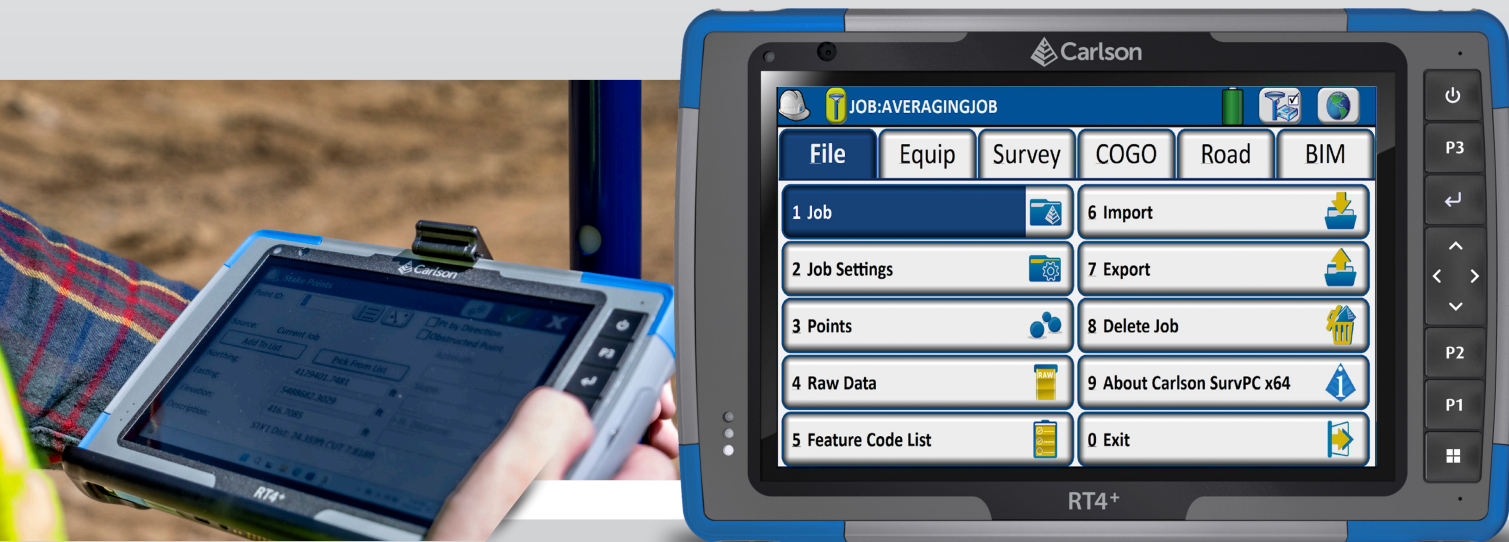 Carlson
JOB:AVERAGINGJOB
File Equip Survey COGO Road BIM
1 Job
2 Job Settings
3 Points
4 Raw Data
5 Feature Code List
6 Import
7 Export
8 Delete Job
9 About Carlson SurvPC x64
0 Exit
RAW
RT4+
P3
P2
P1
Carlson
Stake Points
Point ID:
Source: Current Job
Add To List
Pick From List
Pt by Direction
Obstructed Point
Azimuth:
Northing:
4129401.7481
Easting:
Elevation:
416.7085
Description:
RT4+
P3